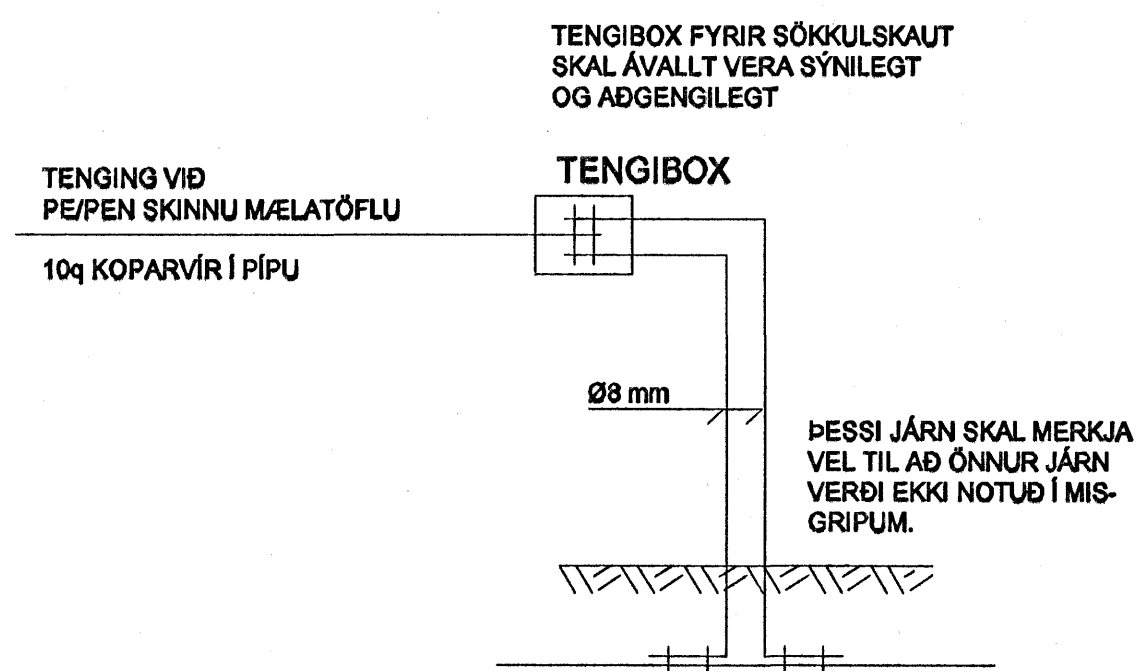 TENGIBOX FYRIR SÖKKULSKAUT
SKAL ÁVALLT VERA SÝNILEGT
OG AÐGENGILEGT
TENGIBOX
TENGING VIÐ
PE/PEN SKINNU MÆLATÖFLU
10q KOPARVÍR Í PÍPU
Ø8 mm
ÞESSI JÁRN SKAL MERKJA
VEL TIL AÐ ÖNNUR JÁRN
VERÐI EKKI NOTUÐ Í MIS-
GRIPUM.